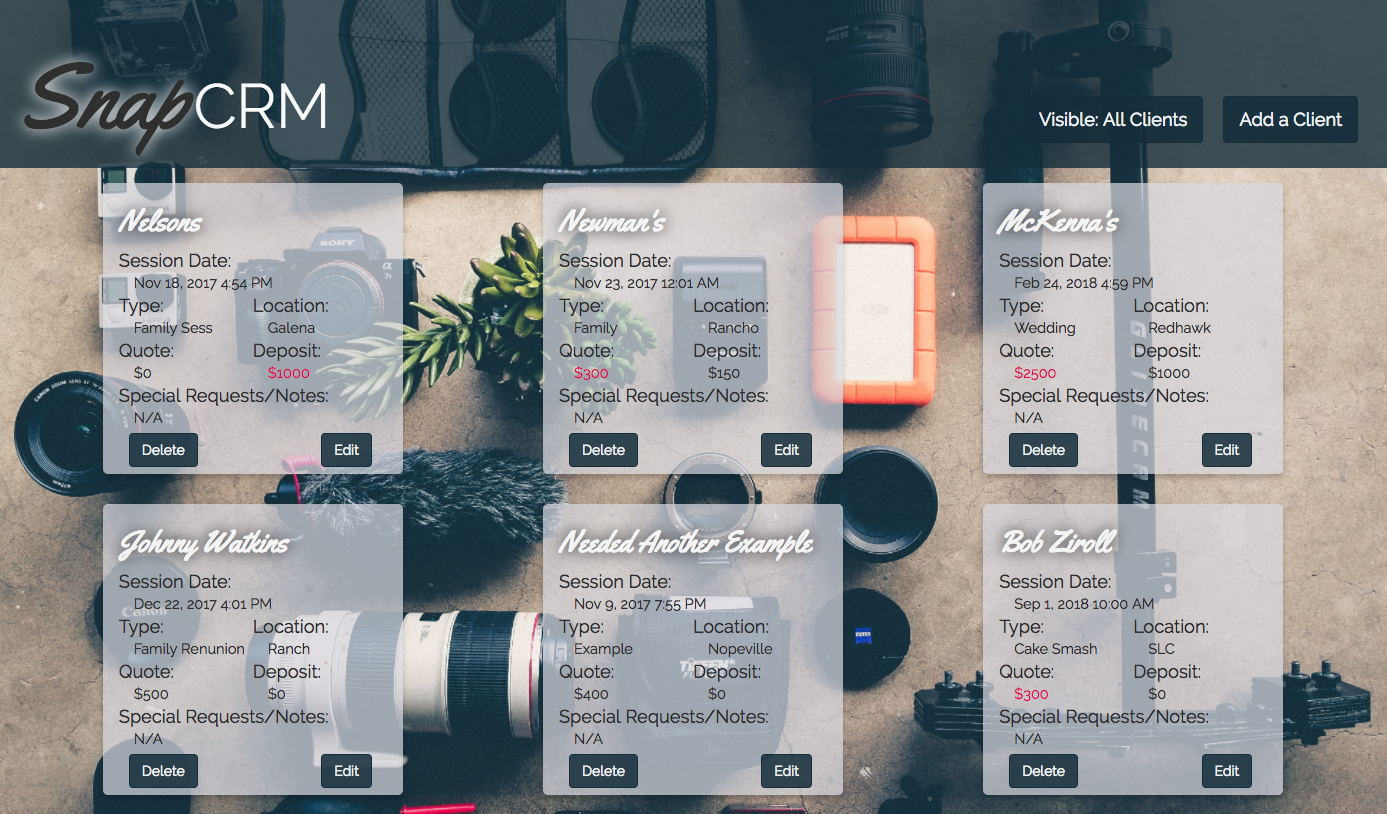 SnapCRM
Visible: All Clients
Add a Client
Nelsons
Session Date:
Nov 18, 2017 4:54 PM
Type: Location:
Family Sess Galena
Quote: Deposit:
$0 $1000
Special Requests/Notes:
N/A
Delete Edit
Newman's
Session Date:
Nov 23, 2017 12:01 AM
Type: Location:
Family Rancho
Quote: Deposit:
$300 $150
Special Requests/Notes:
N/A
Delete Edit
McKenna's
Session Date:
Feb 24, 2018 4:59 PM
Type: Location:
Wedding Redhawk
Quote: Deposit:
$2500 $1000
Special Requests/Notes:
N/A
Delete Edit
Johnny Watkins
Session Date:
Dec 22, 2017 4:01 PM
Type: Location:
Family Renunion Ranch
Quote: Deposit:
$500 $0
Special Requests/Notes:
N/A
Delete Edit
Needed Another Example
Session Date:
Nov 9, 2017 7:55 PM
Type: Location:
Example Nopeville
Quote: Deposit:
$400 $0
Special Requests/Notes:
N/A
Delete Edit
Bob Ziroll
Session Date:
Sep 1, 2018 10:00 AM
Type: Location:
Cake Smash SLC
Quote: Deposit:
$300 $0
Special Requests/Notes:
N/A
Delete Edit
SONY
Canon
TIFFEN
ZEISS